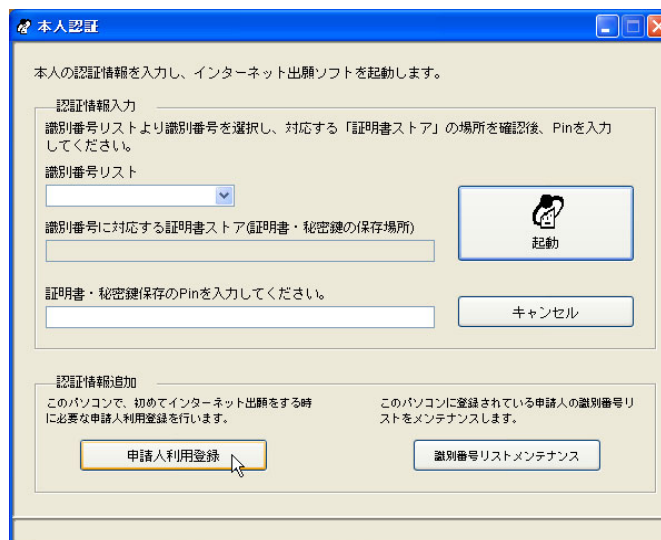 本人認証
本人の認証情報を入力し、インターネット出願ソフトを起動します。
認証情報入力
識別番号リストより識別番号を選択し、対応する「証明書ストア」の場所を確認後、Pinを入力
してください。
識別番号リスト
識別番号に対応する証明書ストア(証明書・秘密鍵の保存場所)
起動
証明書・秘密鍵保存のPinを入力してください。
キャンセル
認証情報追加
このパソコンで、初めてインターネット出願をする時
に必要な申請人利用登録を行います。
申請人利用登録
このパソコンに登録されている申請人の識別番号リ
ストをメンテナンスします。
識別番号リストメンテナンス